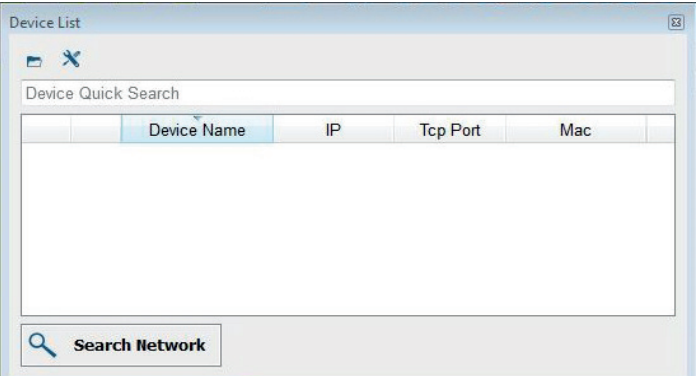 Device List
Device Quick Search
Device Name IP Tcp Port Mac
Search Network